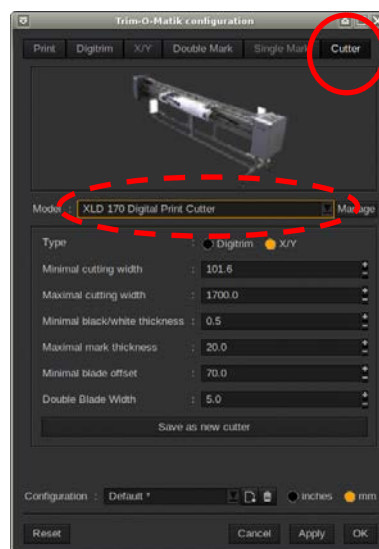 Trim-O-Matik configuration
Print Digitrim X/Y Double Mark Single Mark Cutter
Model : XLD 170 Digital Print Cutter Manage
Type : Digitrim X/Y
Minimal cutting width : 101.6
Maximal cutting width : 1700.0
Minimal black/white thickness : 0.5
Maximal mark thickness : 20.0
Minimal blade offset : 70.0
Double Blade Width : 5.0
Save as new cutter
Configuration : Default * inches mm
Reset Cancel Apply OK